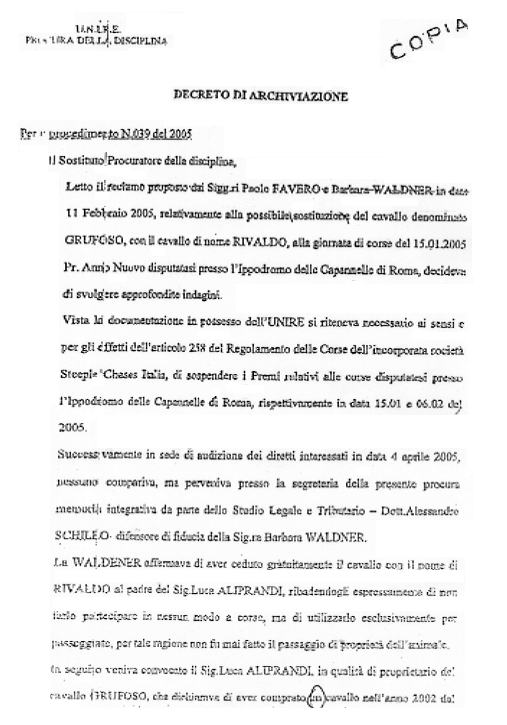 U.N.I.R.E.
PROCURA DELLA DISCIPLINA
COPIA
DECRETO DI ARCHIVIAZIONE
Per procedimento N.039 del 2005
Il Sostituto Procuratore della disciplina,
Letto il reclamo proposto dai Sigg.ri Paolo FAVERO e Barbara WALDNER in data
11 Febbraio 2005, relativamente alla possibile sostituzione del cavallo denominato
GRUFOSO, con il cavallo di nome RIVALDO, alla giornata di corse del 15.01.2005
Pr. Anno Nuovo disputatasi presso l'Ippodromo delle Capannelle di Roma, decideva
di svolgere approfondite indagini.
Vista la documentazione in possesso dell'UNIRE si riteneva necessario ai sensi e
per gli effetti dell'articolo 258 del Regolamento delle Corse dell'incorporata società
Steeple Chases Italia, di sospendere i Premi relativi alle corse disputatesi presso
l'Ippodromo delle Capannelle di Roma, rispettivamente in data 15.01 e 06.02 del
2005.
Successivamente in sede di audizione dei diretti interessati in data 4 aprile 2005,
nessuno compariva, ma perveniva presso la segreteria della presente procura
memoria integrativa da parte dello Studio Legale e Tributario – Dott.Alessandro
SCHILEO- difensore di fiducia della Sig.ra Barbara WALDNER.
La WALDENER affermava di aver ceduto gratuitamente il cavallo con il nome di
RIVALDO al padre del Sig.Luca ALIPRANDI, ribadendogli espressamente di non
farlo partecipare in nessun modo a corse, ma di utilizzarlo esclusivamente per
passeggiate, per tale ragione non fu mai fatto il passaggio di proprietà dell'animale.
In seguito veniva convocato il Sig.Luca ALIPRANDI, in qualità di proprietario del
cavallo GRUFOSO, che dichiarava di aver comprato un cavallo nell'anno 2002 dal